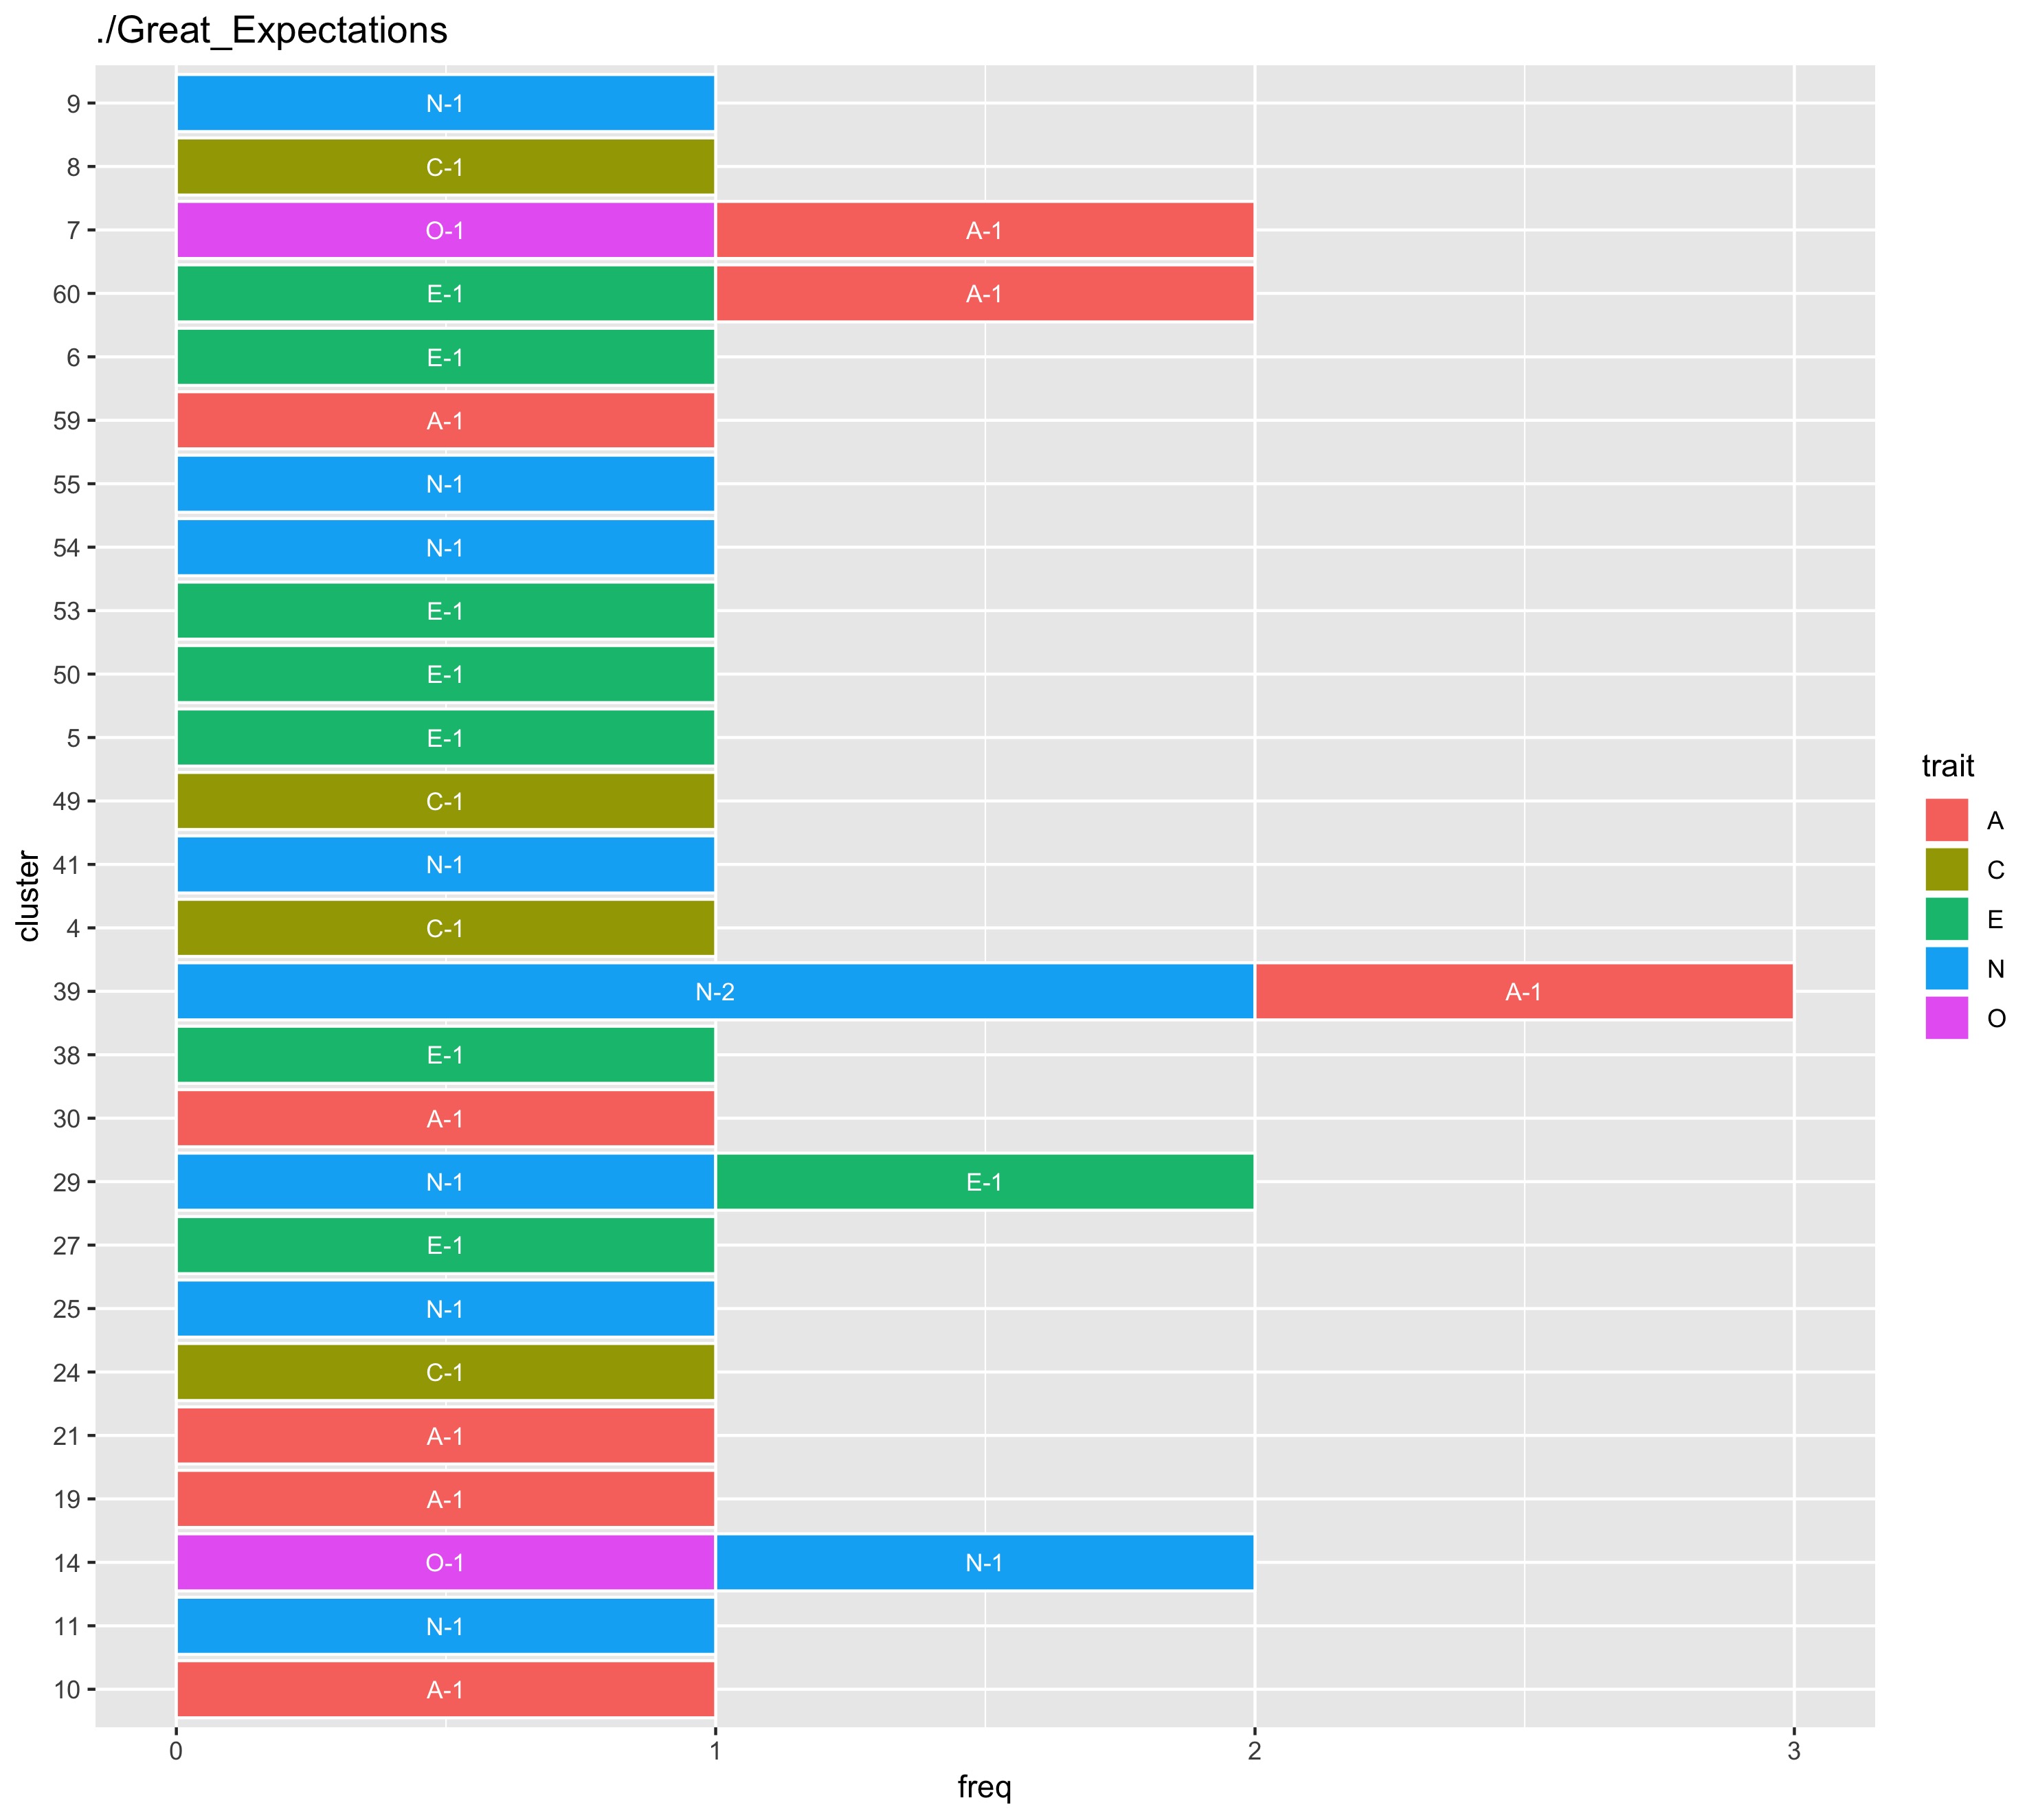 ./Great_Expectations
9 N-1
8 C-1
7 O-1 A-1
60 E-1 A-1
6 E-1
59 A-1
55 N-1
54 N-1
53 E-1
50 E-1
5 E-1
49 C-1
41 N-1
4 C-1
39 N-2 A-1
38 E-1
30 A-1
29 N-1 E-1
27 E-1
25 N-1
24 C-1
21 A-1
19 A-1
14 O-1 N-1
11 N-1
10 A-1
0 1 2 3
freq
cluster
trait
A
C
E
N
O